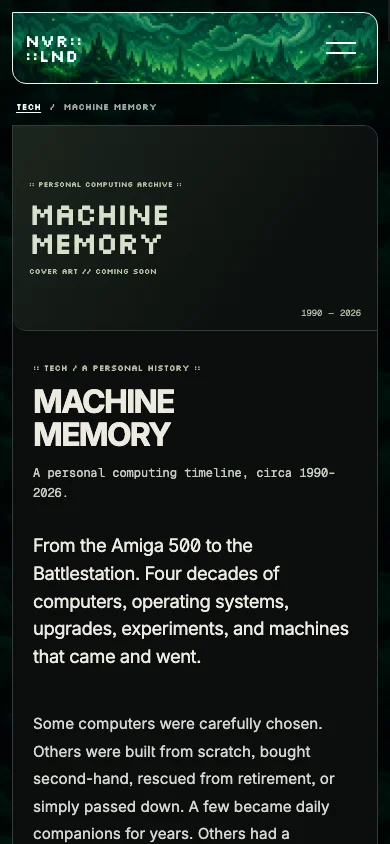 NVR::
::LND
TECH / MACHINE MEMORY
:: PERSONAL COMPUTING ARCHIVE ::
MACHINE
MEMORY
COVER ART // COMING SOON
1990 — 2026
:: TECH / A PERSONAL HISTORY ::
MACHINE
MEMORY
A personal computing timeline, circa 1990–
2026.
From the Amiga 500 to the
Battlestation. Four decades of
computers, operating systems,
upgrades, experiments, and machines
that came and went.
Some computers were carefully chosen.
Others were built from scratch, bought
second-hand, rescued from retirement, or
simply passed down. A few became daily
companions for years. Others had a